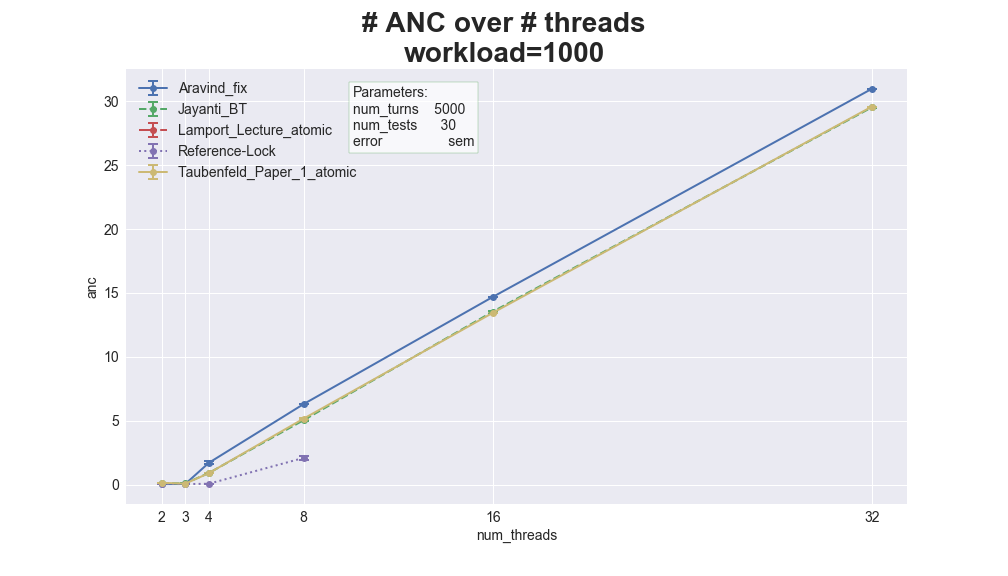 # ANC over # threads
workload=1000
Aravind_fix
Jayanti_BT
Lamport_Lecture_atomic
Reference-Lock
Taubenfeld_Paper_1_atomic
Parameters:
num_turns 5000
num_tests 30
error sem
anc
30
25
20
15
10
5
0
2 3 4 8 16 32
num_threads